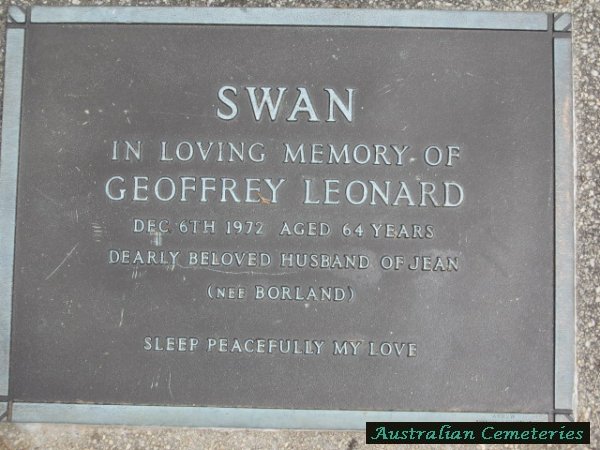 SWAN
IN LOVING MEMORY OF
GEOFFREY LEONARD
DEC 6TH 1972 AGED 64 YEARS
DEARLY BELOVED HUSBAND OF JEAN
(NEE BORLAND)
SLEEP PEACEFULLY MY LOVE
Australian Cemeteries